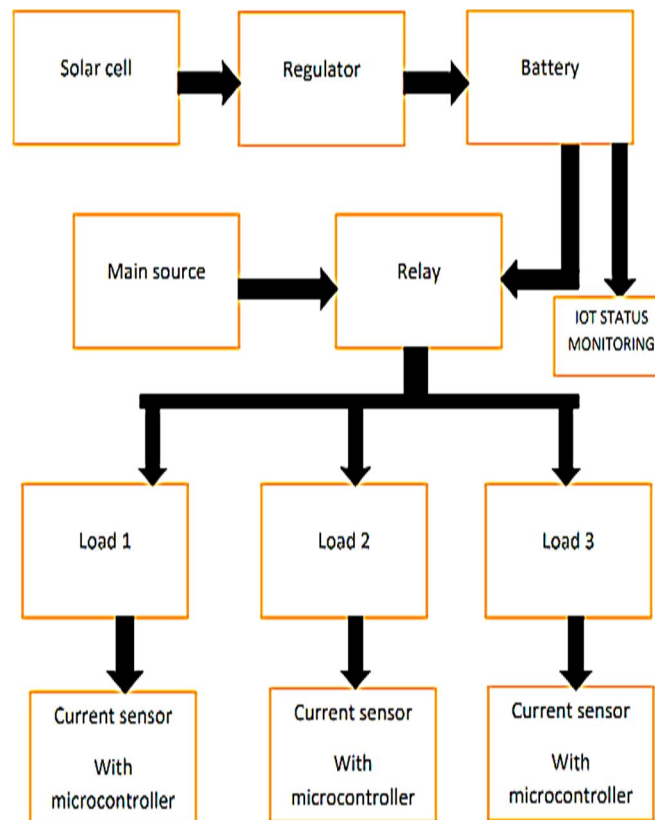 Solar cell
Regulator
Battery
Main source
Relay
IOT STATUS
MONITORING
Load 1
Load 2
Load 3
Current sensor
With
microcontroller
Current sensor
With
microcontroller
Current sensor
With
microcontroller